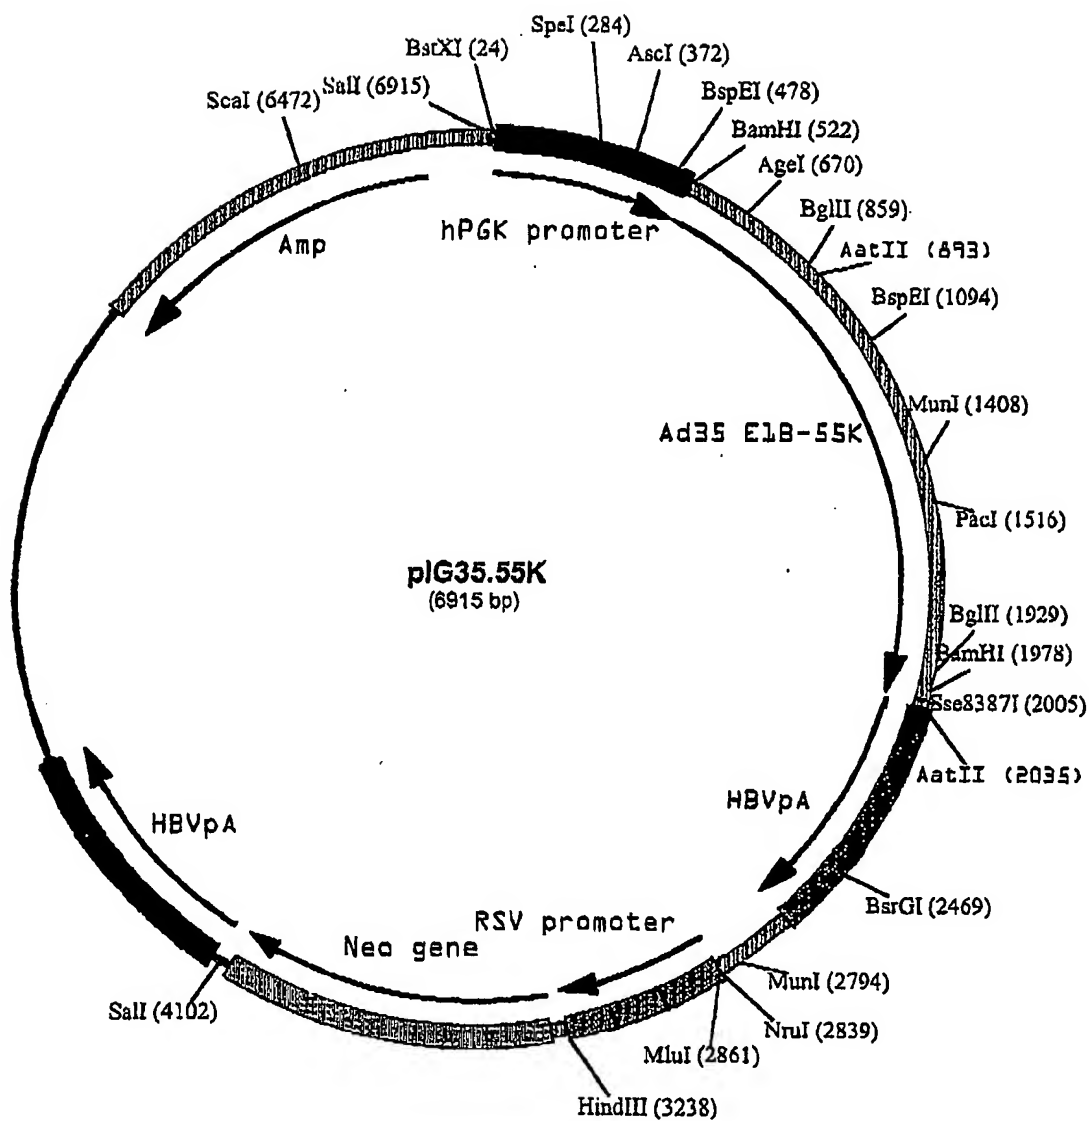 SpeI (284)
BstXI (24)
AscI (372)
SalI (6915)
ScaI (6472)
BspEI (478)
BamHI (522)
AgeI (670)
BglII (859)
AatII (893)
BspEI (1094)
hPGK promoter
Amp
MunI (1408)
Ad35 E1B-55K
PacI (1516)
pIG35.55K
(6915 bp)
BglII (1929)
BamHI (1978)
Sse8387I (2005)
AatII (2035)
HBVpA
HBVpA
BsrGI (2469)
RSV promoter
Neo gene
MunI (2794)
SalI (4102)
NruI (2839)
MluI (2861)
HindIII (3238)